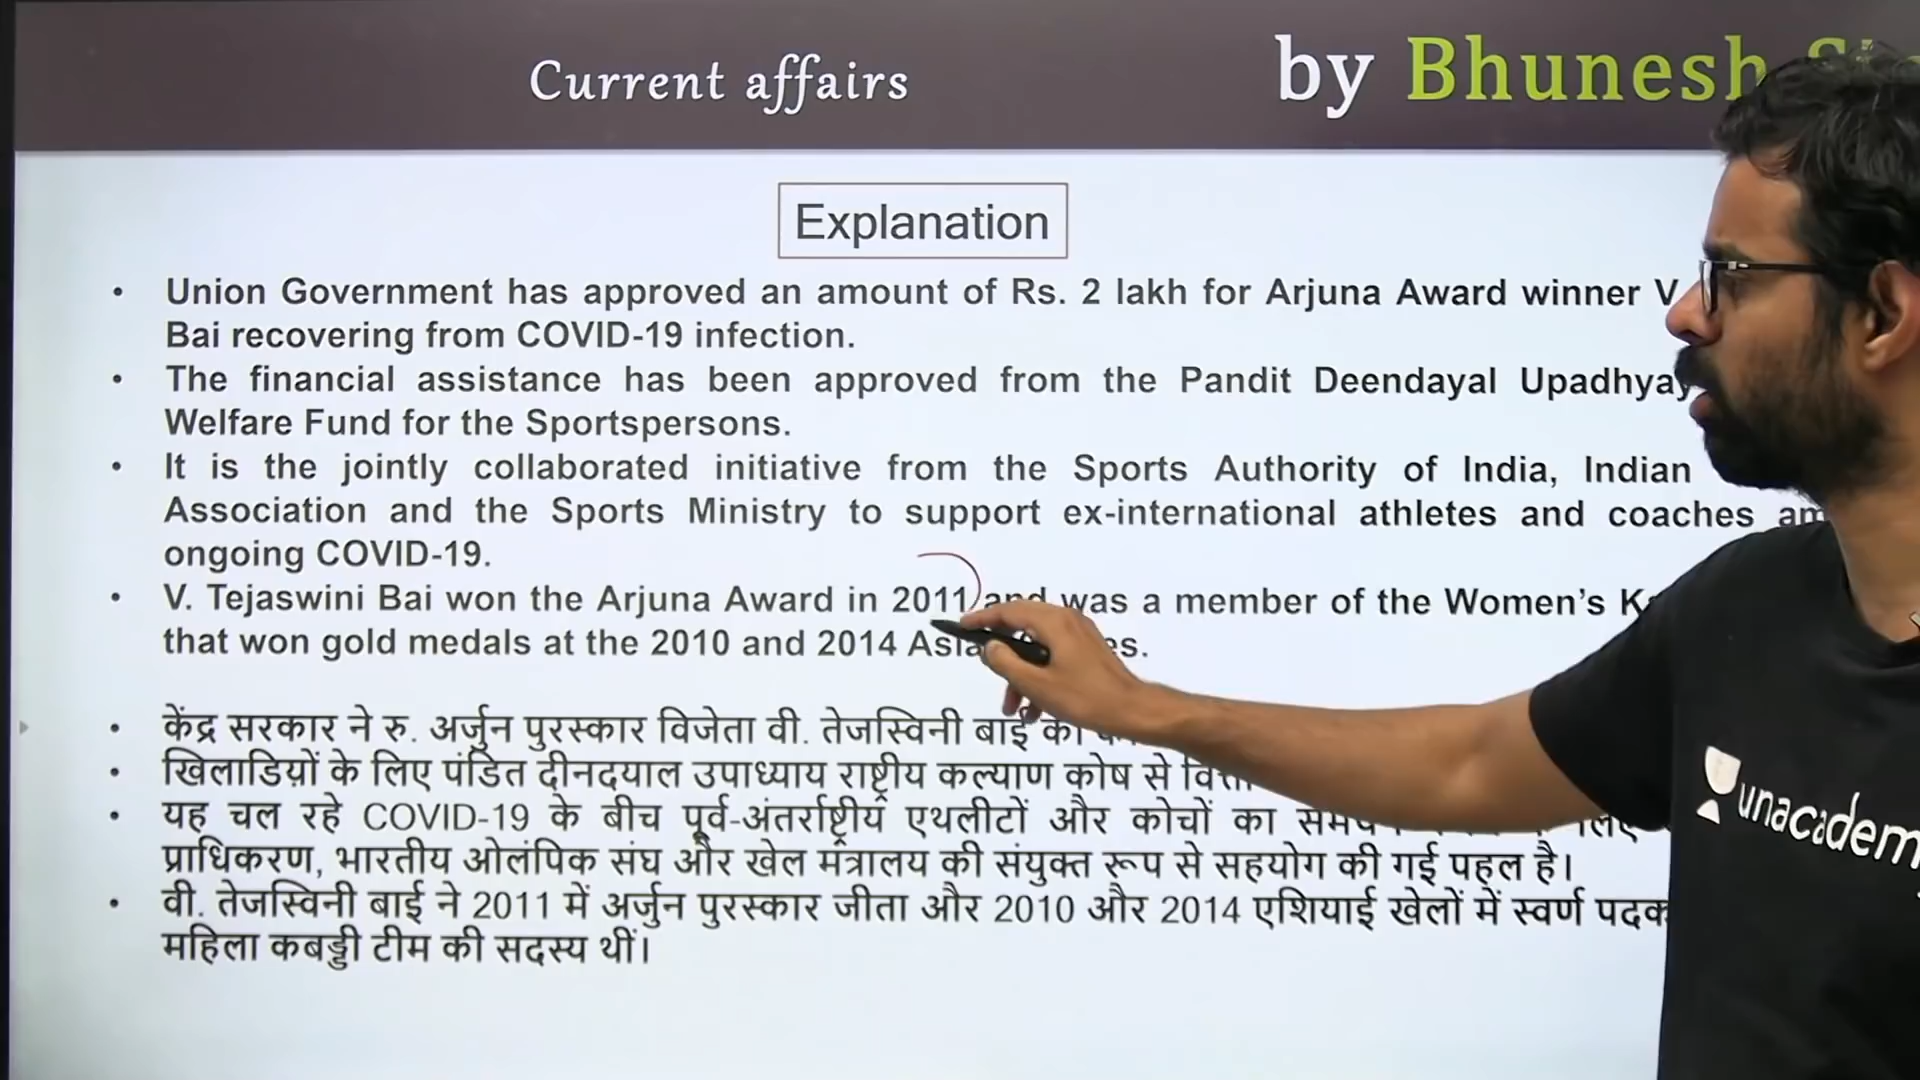 Current affairs
by Bhunesh
Explanation
• Union Government has approved an amount of Rs. 2 lakh for Arjuna Award winner V
Bai recovering from COVID-19 infection.
• The financial assistance has been approved from the Pandit Deendayal Upadhyay
Welfare Fund for the Sportspersons.
• It is the jointly collaborated initiative from the Sports Authority of India, Indian
Association and the Sports Ministry to support ex-international athletes and coaches
ongoing COVID-19.
• V. Tejaswini Bai won the Arjuna Award in 2011 and was a member of the Women's
that won gold medals at the 2010 and 2014
• केंद्र सरकार ने रु. अर्जुन पुरस्कार विजेता वी. तेजस्विनी बाई को
• खिलाडिय़ों के लिए पंडित दीनदयाल उपाध्याय राष्ट्रीय कल्याण कोष से
• यह चल रहे COVID-19 के बीच पूर्व-अंतर्राष्ट्रीय एथलीटों और कोचों का लिए
प्राधिकरण, भारतीय ओलंपिक संघ और खेल मंत्रालय की संयुक्त रूप से सहयोग की गई पहल है।
• वी. तेजस्विनी बाई ने 2011 में अर्जुन पुरस्कार जीता और 2010 और 2014 एशियाई खेलों में स्वर्ण पदक
महिला कबड्डी टीम की सदस्य थीं।
unacadem